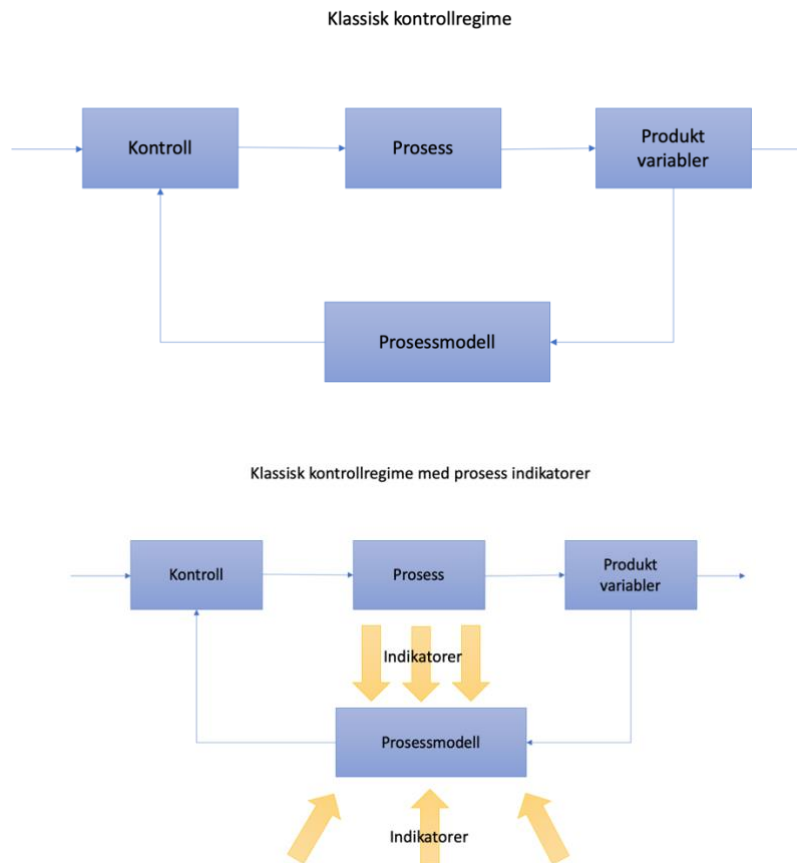 Klassisk kontrollregime
Kontroll
Prosess
Produkt
variabler
Prosessmodell
Klassisk kontrollregime med prosess indikatorer
Kontroll
Prosess
Produkt
variabler
Indikatorer
Prosessmodell
Indikatorer